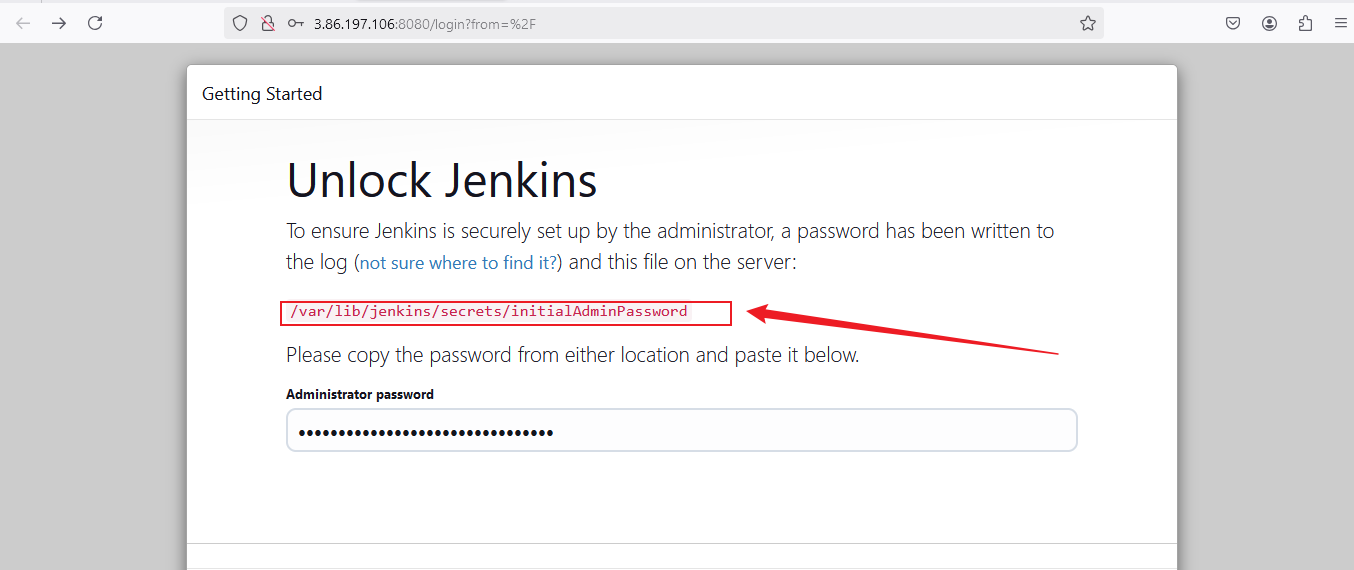 3.86.197.106:8080/login?from=%2F
Getting Started
Unlock Jenkins
To ensure Jenkins is securely set up by the administrator, a password has been written to
the log (not sure where to find it?) and this file on the server:
/var/lib/jenkins/secrets/initialAdminPassword
Please copy the password from either location and paste it below.
Administrator password
••••••••••••••••••••••••••••••••